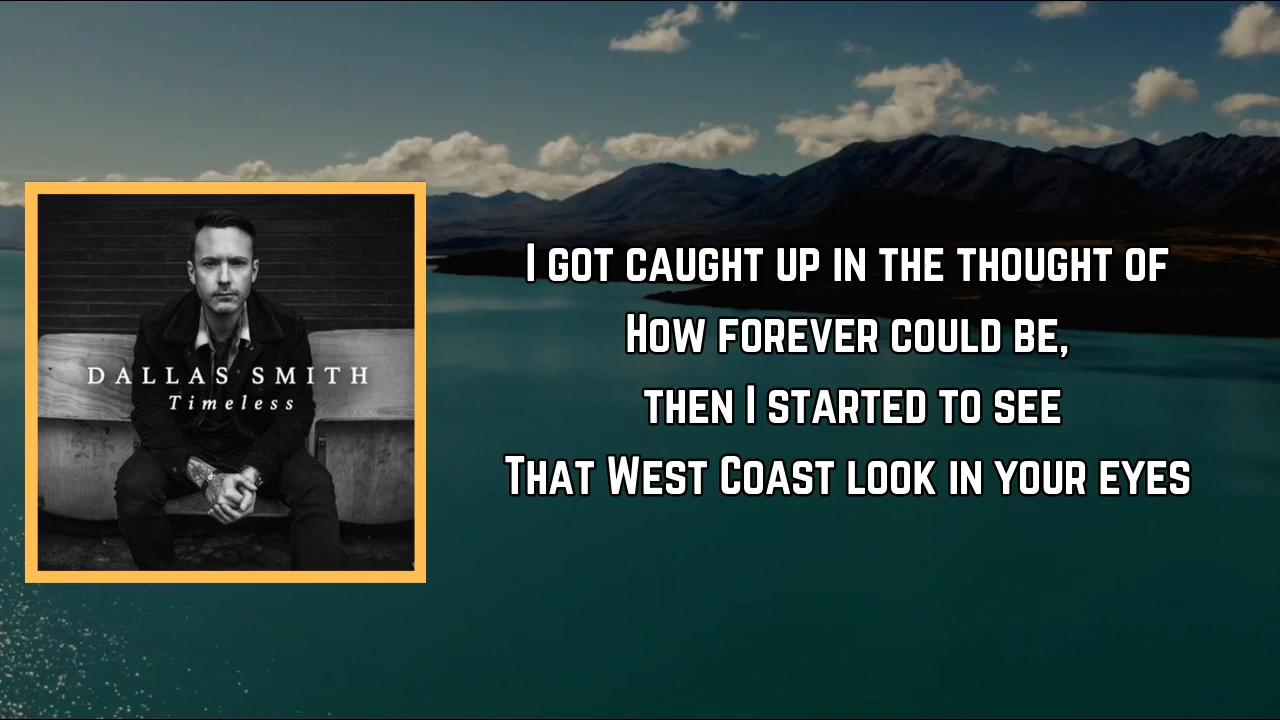 DALLAS SMITH
Timeless
I GOT CAUGHT UP IN THE THOUGHT OF
HOW FOREVER COULD BE,
THEN I STARTED TO SEE
THAT WEST COAST LOOK IN YOUR EYES